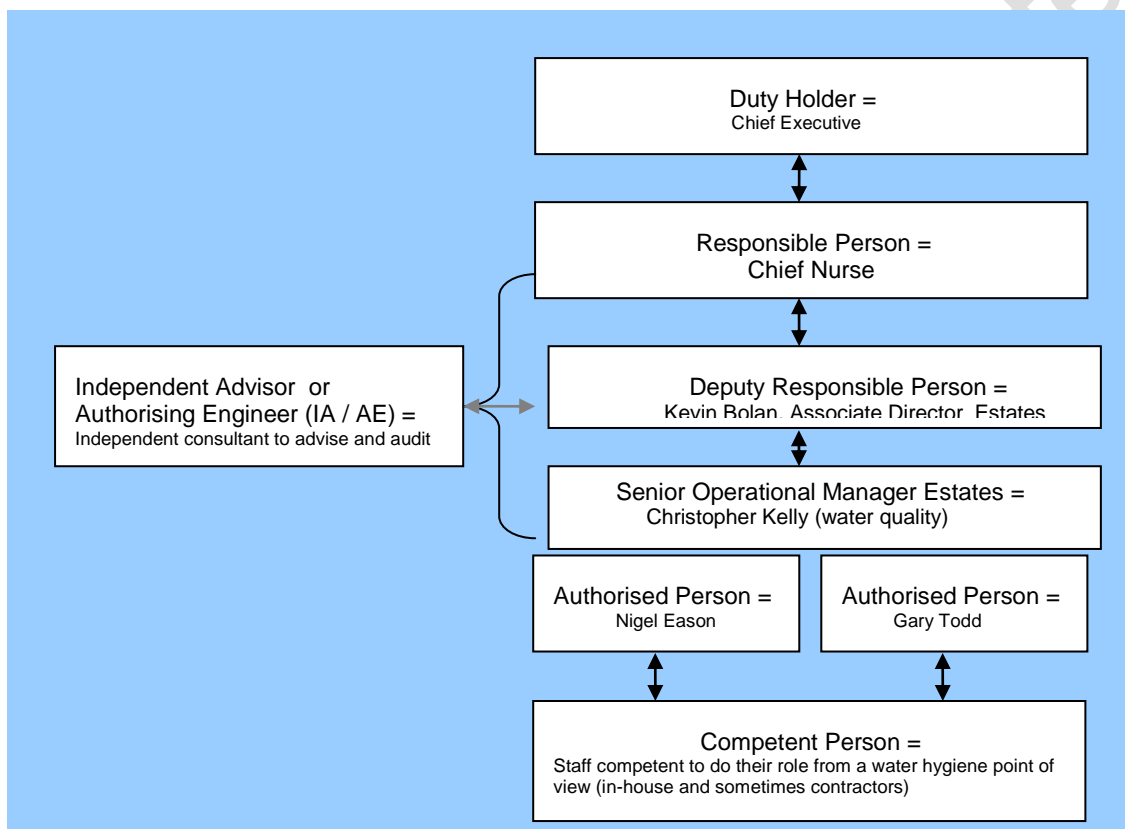 Duty Holder =
Chief Executive
Responsible Person =
Chief Nurse
Independent Advisor or
Authorising Engineer (IA / AE) =
Independent consultant to advise and audit
Deputy Responsible Person =
Kevin Bolan, Associate Director, Estates
Senior Operational Manager Estates =
Christopher Kelly (water quality)
Authorised Person =
Nigel Eason
Authorised Person =
Gary Todd
Competent Person =
Staff competent to do their role from a water hygiene point of
view (in-house and sometimes contractors)